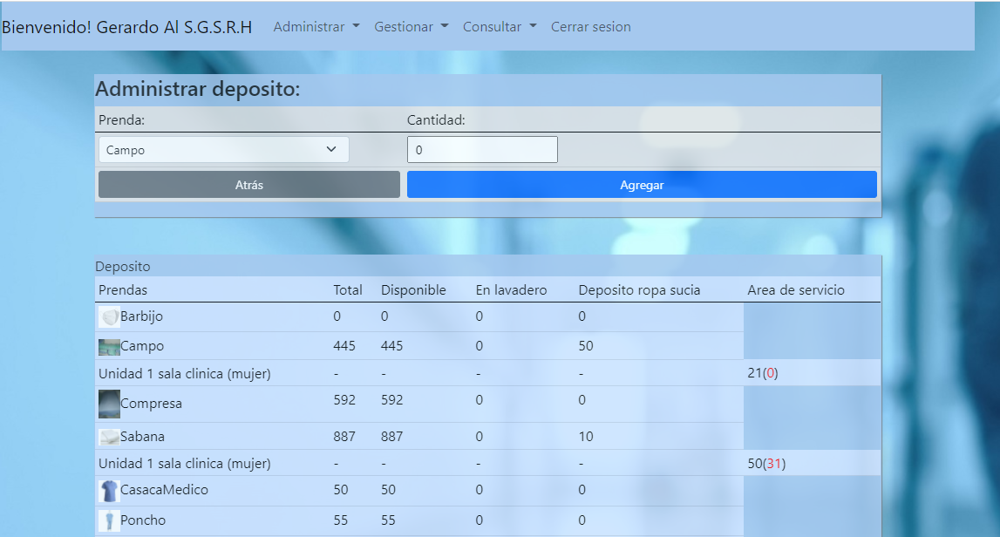 Bienvenido! Gerardo Al S.G.S.R.H Administrar Gestionar Consultar Cerrar sesion
Administrar deposito:
Prenda: Cantidad:
Campo 0
Atrás Agregar
Deposito
Prendas Total Disponible En lavadero Deposito ropa sucia Area de servicio
Barbijo 0 0 0 0
Campo 445 445 0 50
Unidad 1 sala clinica (mujer) - - - - 21(0)
Compresa 592 592 0 0
Sabana 887 887 0 10
Unidad 1 sala clinica (mujer) - - - - 50(31)
CasacaMedico 50 50 0 0
Poncho 55 55 0 0